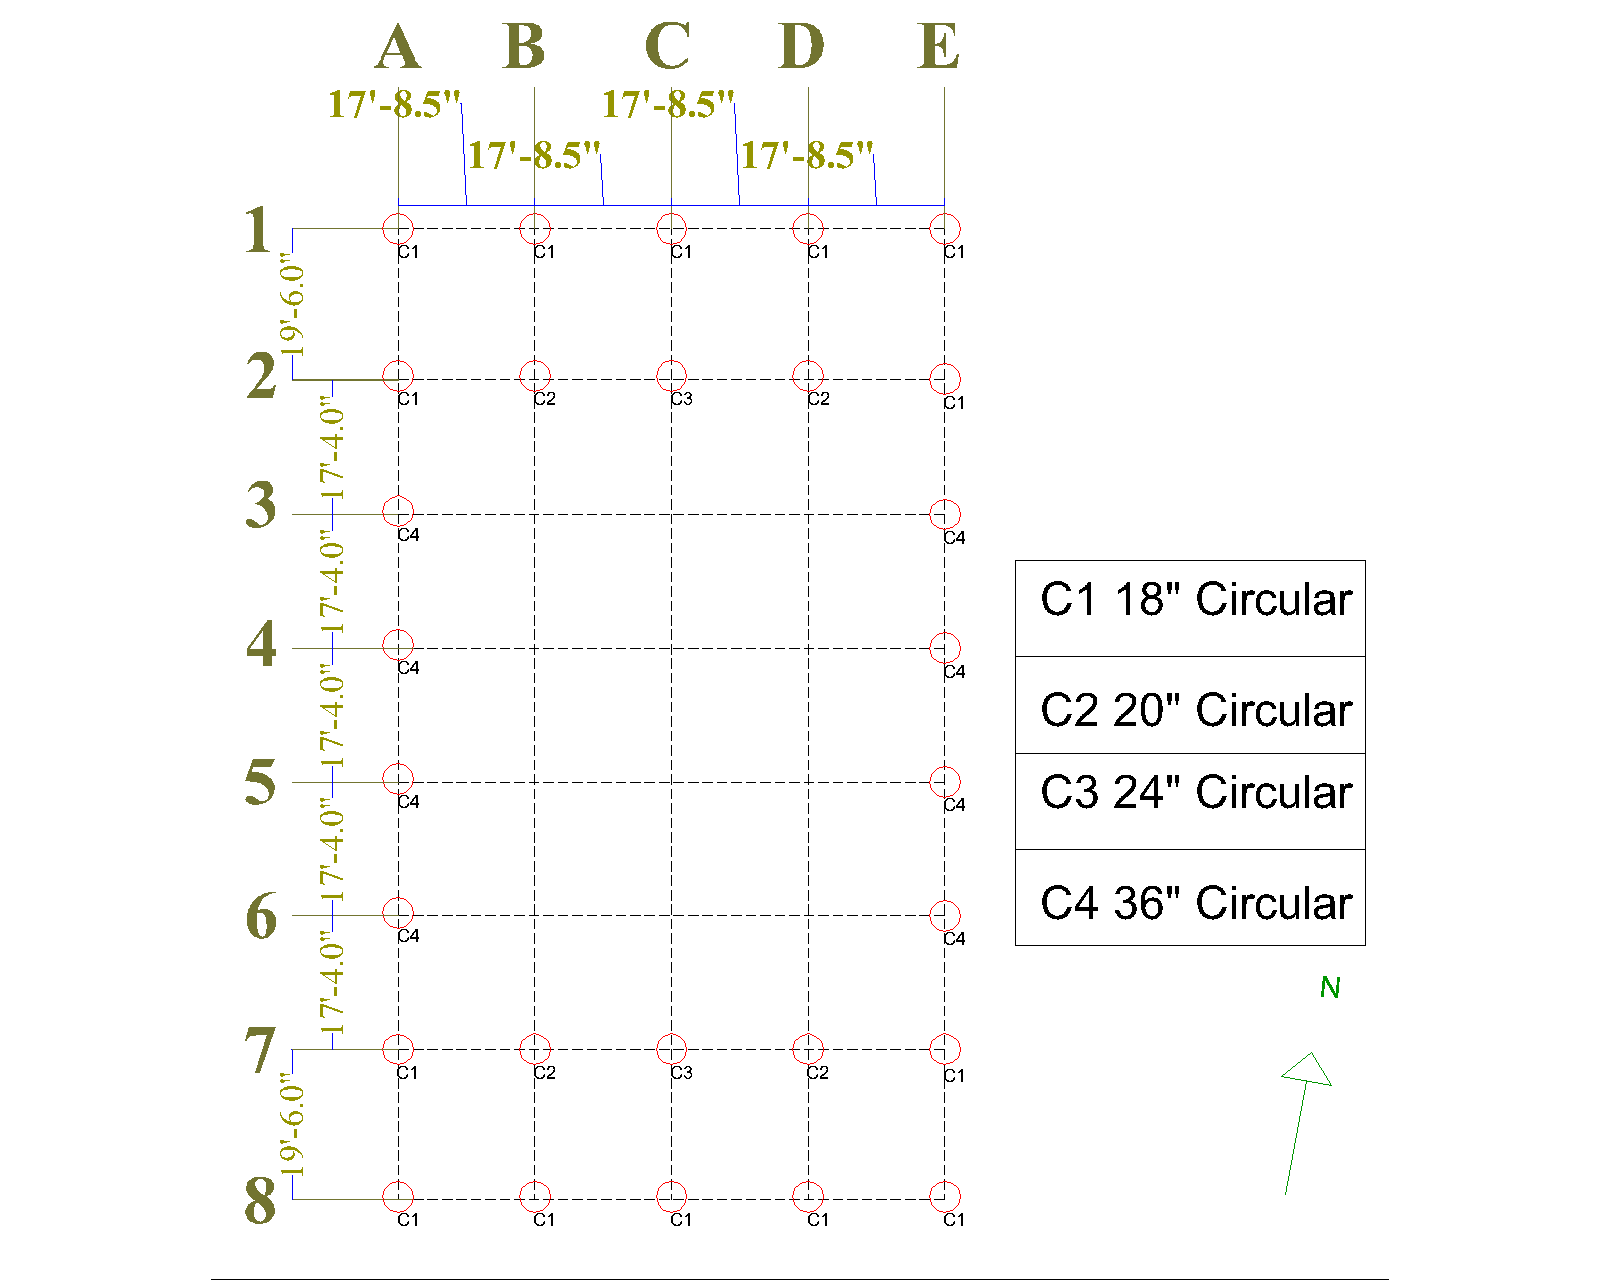 A B C D E
17'-8.5" 17'-8.5"
17'-8.5" 17'-8.5"
1
C1 C1 C1 C1 C1
19'-6.0"
2
C1 C2 C3 C2 C1
17'-4.0"
3
C4 C4
17'-4.0"
4
C4 C4
17'-4.0"
5
C4 C4
17'-4.0"
6
C4 C4
17'-4.0"
7
C1 C2 C3 C2 C1
19'-6.0"
8
C1 C1 C1 C1 C1
C1 18" Circular
C2 20" Circular
C3 24" Circular
C4 36" Circular
N